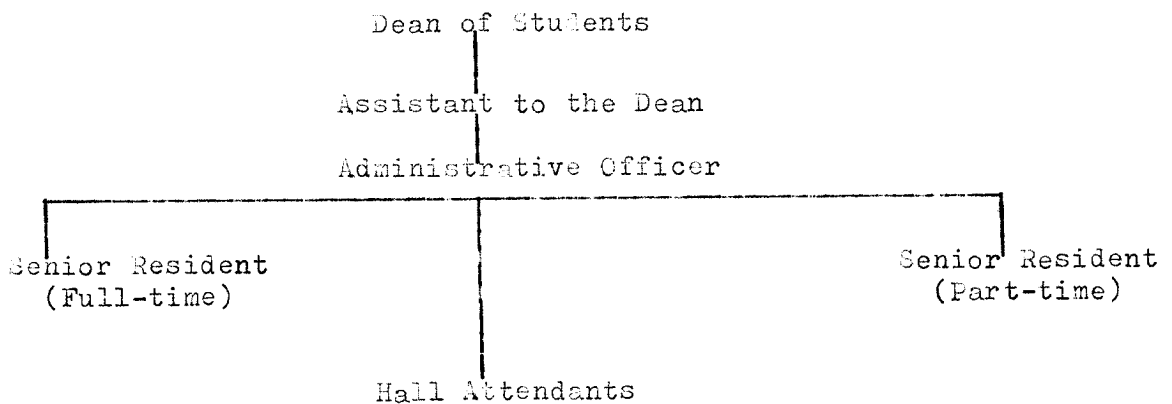 Dean of Students
Assistant to the Dean
Administrative Officer
Senior Resident
(Full-time)
Senior Resident
(Part-time)
Hall Attendants